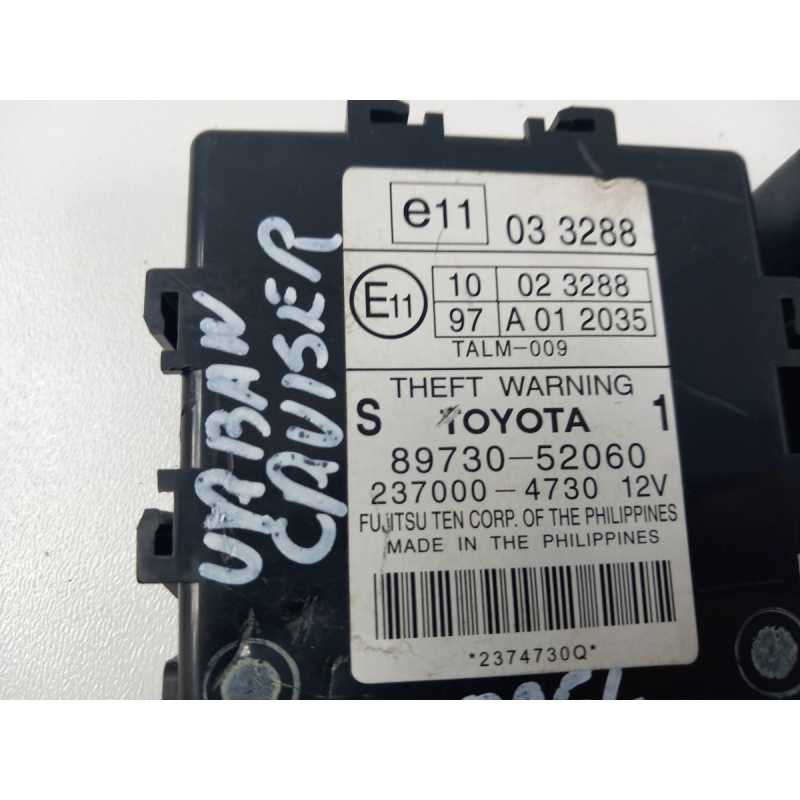 e11 03 3288
E11 10 02 3288
97 A 01 2035
TALM-009
THEFT WARNING
S TOYOTA 1
89730-52060
237000-4730 12V
FUJITSU TEN CORP. OF THE PHILIPPINES
MADE IN THE PHILIPPINES
*2374730Q*
URBAN
CRUISER